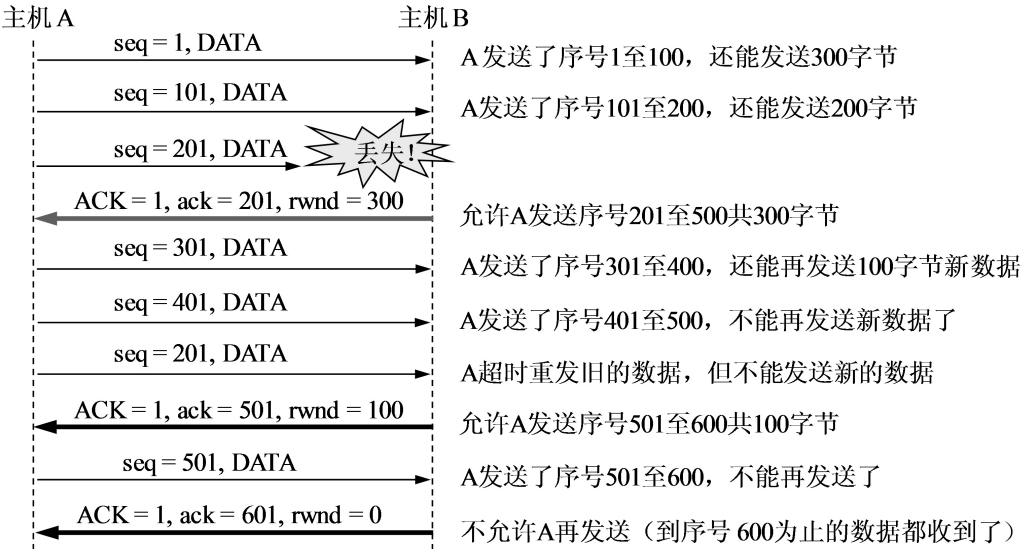 主机 A 主机 B
seq = 1, DATA A 发送了序号1至100，还能发送300字节
seq = 101, DATA A发送了序号101至200，还能发送200字节
seq = 201, DATA 丢失!
ACK = 1, ack = 201, rwnd = 300 允许A发送序号201至500共300字节
seq = 301, DATA A发送了序号301至400，还能再发送100字节新数据
seq = 401, DATA A发送了序号401至500，不能再发送新数据了
seq = 201, DATA A超时重发旧的数据，但不能发送新的数据
ACK = 1, ack = 501, rwnd = 100 允许A发送序号501至600共100字节
seq = 501, DATA A发送了序号501至600，不能再发送了
ACK = 1, ack = 601, rwnd = 0 不允许A再发送（到序号 600为止的数据都收到了）